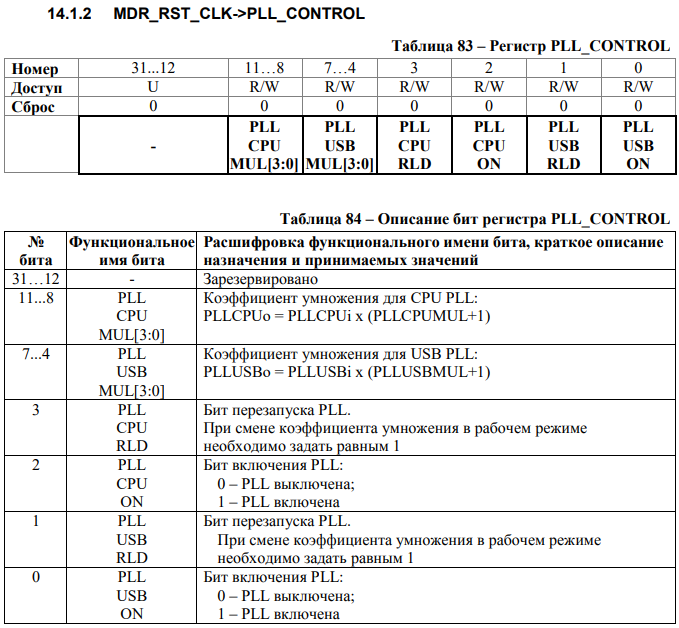 14.1.2 MDR_RST_CLK->PLL_CONTROL
Таблица 83 – Регистр PLL_CONTROL
Номер 31...12 11…8 7…4 3 2 1 0
Доступ U R/W R/W R/W R/W R/W R/W
Сброс 0 0 0 0 0 0 0
PLL PLL PLL PLL PLL PLL
- CPU USB CPU CPU USB USB
MUL[3:0] MUL[3:0] RLD ON RLD ON
Таблица 84 – Описание бит регистра PLL_CONTROL
№ Функциональное Расшифровка функционального имени бита, краткое описание
бита имя бита назначения и принимаемых значений
31…12 - Зарезервировано
11...8 PLL Коэффициент умножения для CPU PLL:
CPU PLLCPUo = PLLCPUi x (PLLCPUMUL+1)
MUL[3:0]
7...4 PLL Коэффициент умножения для USB PLL:
USB PLLUSBo = PLLUSBi x (PLLUSBMUL+1)
MUL[3:0]
3 PLL Бит перезапуска PLL.
CPU При смене коэффициента умножения в рабочем режиме
RLD необходимо задать равным 1
2 PLL Бит включения PLL:
CPU 0 – PLL выключена;
ON 1 – PLL включена
1 PLL Бит перезапуска PLL.
USB При смене коэффициента умножения в рабочем режиме
RLD необходимо задать равным 1
0 PLL Бит включения PLL:
USB 0 – PLL выключена;
ON 1 – PLL включена